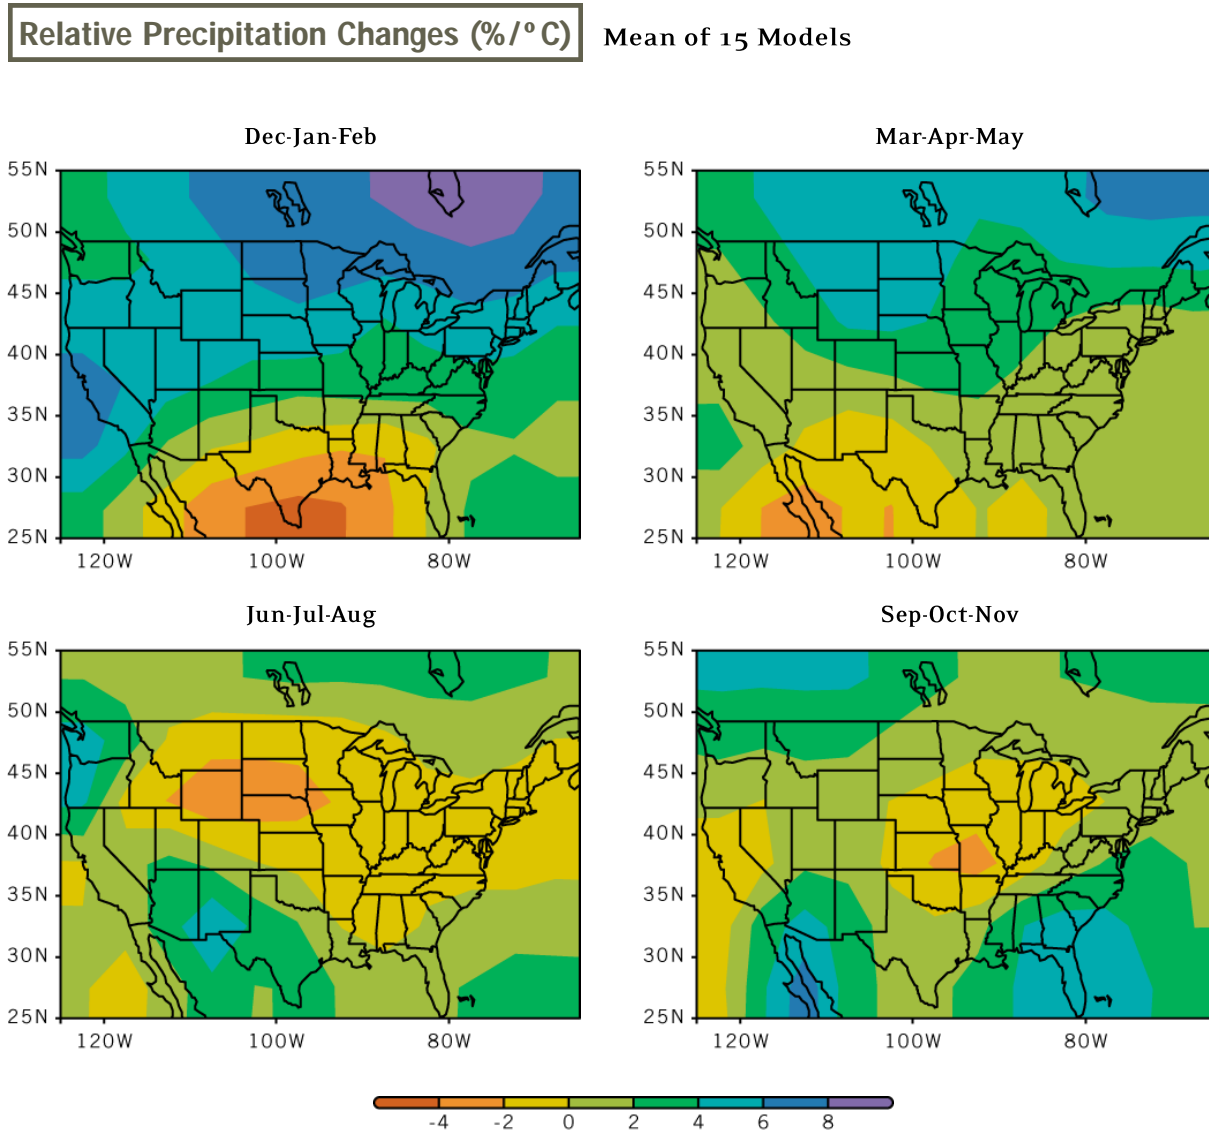 Relative Precipitation Changes (%/°C) Mean of 15 Models
Dec-Jan-Feb
Mar-Apr-May
55N
50N
45N
40N
35N
30N
25N
120W 100W 80W
55N
50N
45N
40N
35N
30N
25N
120W 100W 80W
Jun-Jul-Aug
Sep-Oct-Nov
55N
50N
45N
40N
35N
30N
25N
120W 100W 80W
55N
50N
45N
40N
35N
30N
25N
120W 100W 80W
-4 -2 0 2 4 6 8